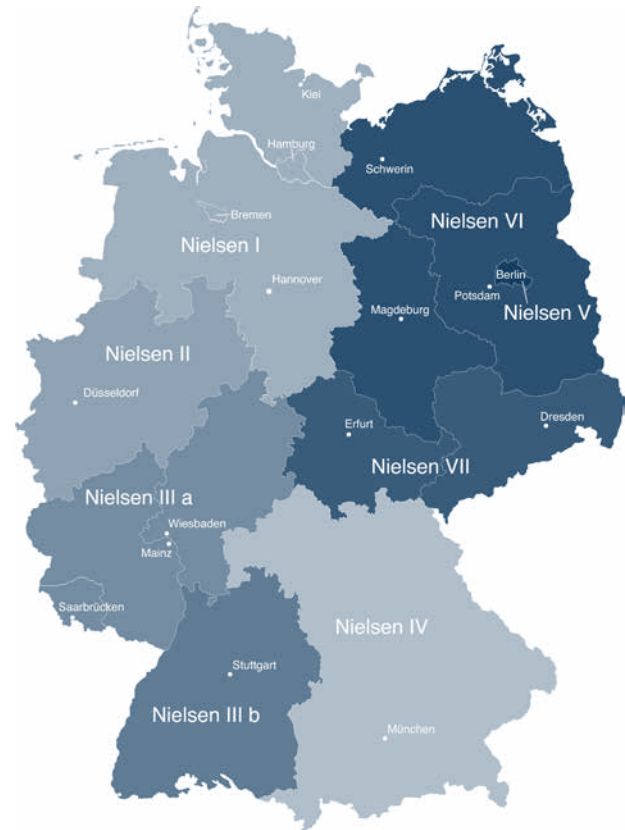 Kiel
Hamburg
Schwerin
Bremen
Nielsen VI
Nielsen I
Berlin
Hannover
Potsdam
Magdeburg
Nielsen V
Nielsen II
Düsseldorf
Dresden
Erfurt
Nielsen VII
Nielsen III a
Wiesbaden
Mainz
Saarbrücken
Nielsen IV
Stuttgart
Nielsen III b
München